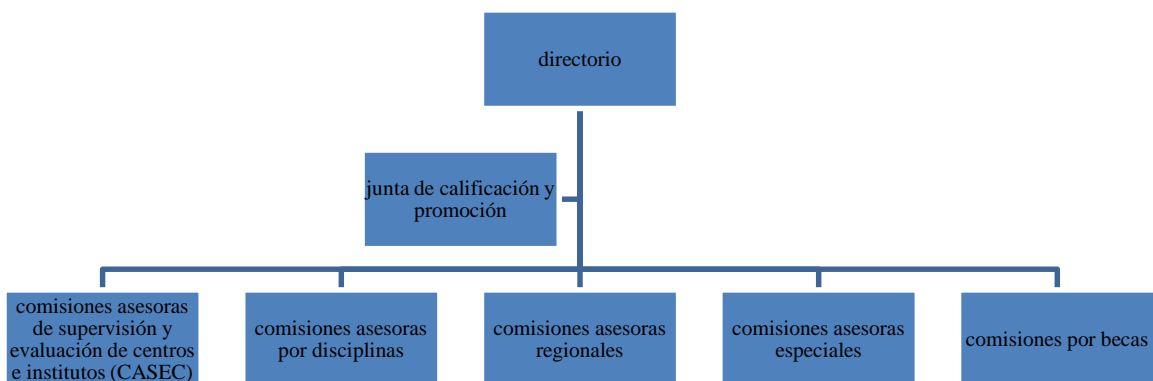 directorio
junta de calificación y
promoción
comisiones asesoras
de supervisión y
evaluación de centros
e institutos (CASEC)
comisiones asesoras
por disciplinas
comisiones asesoras
regionales
comisiones asesoras
especiales
comisiones por becas